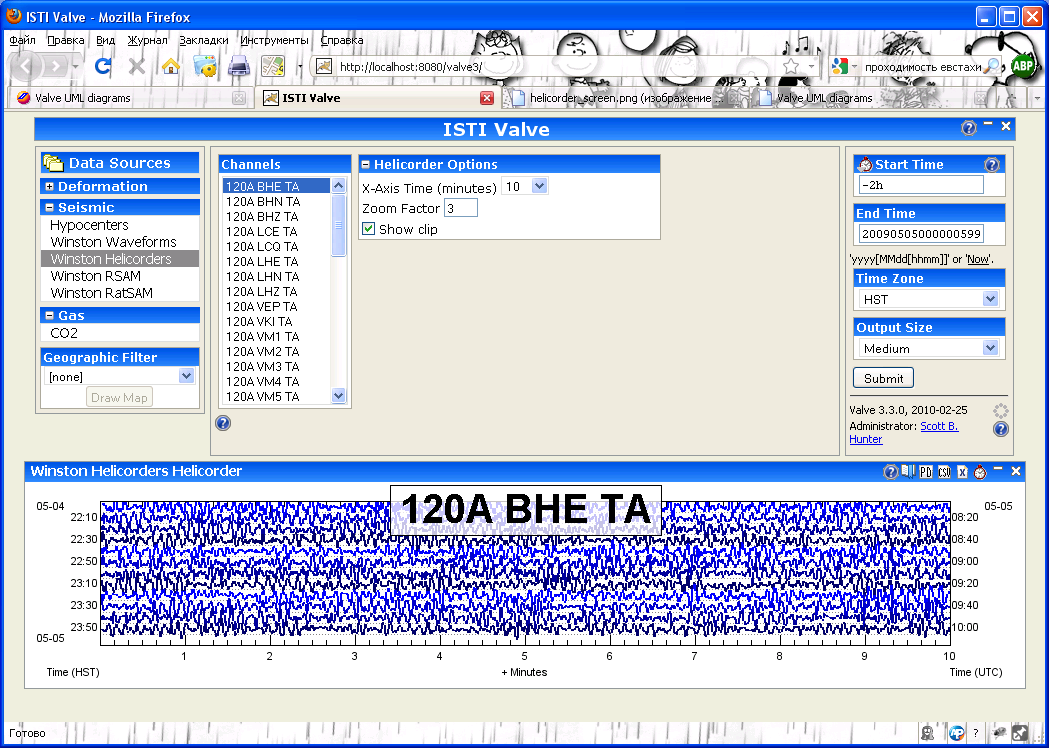 ISTI Valve - Mozilla Firefox
Файл Правка Вид Журнал Закладки Инструменты Справка
http://localhost:8080/valve3/
проходимость евстахи
ABP
Valve UML diagrams
ISTI Valve
helicorder_screen.png (изображение ...
Valve UML diagrams
ISTI Valve
Data Sources
Deformation
Seismic
Hypocenters
Winston Waveforms
Winston Helicorders
Winston RSAM
Winston RatSAM
Gas
CO2
Geographic Filter
[none]
Draw Map
Channels
120A BHE TA
120A BHN TA
120A BHZ TA
120A LCE TA
120A LCQ TA
120A LHE TA
120A LHN TA
120A LHZ TA
120A VEP TA
120A VKI TA
120A VM1 TA
120A VM2 TA
120A VM3 TA
120A VM4 TA
120A VM5 TA
Helicorder Options
X-Axis Time (minutes) 10
Zoom Factor 3
Show clip
Start Time
-2h
End Time
20090505000000599
'yyyy[MMdd[hhmm]]' or 'Now'.
Time Zone
HST
Output Size
Medium
Submit
Valve 3.3.0, 2010-02-25
Administrator: Scott B.
Hunter
Winston Helicorders Helicorder
PD CSV X
120A BHE TA
05-04
22:10
22:30
22:50
23:10
23:30
23:50
05-05
05-05
08:20
08:40
09:00
09:20
09:40
10:00
1 2 3 4 5 6 7 8 9 10
Time (HST) + Minutes Time (UTC)
Готово
AP ?